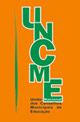 UNCME
União
dos Conselhos
Municipais de
Educação